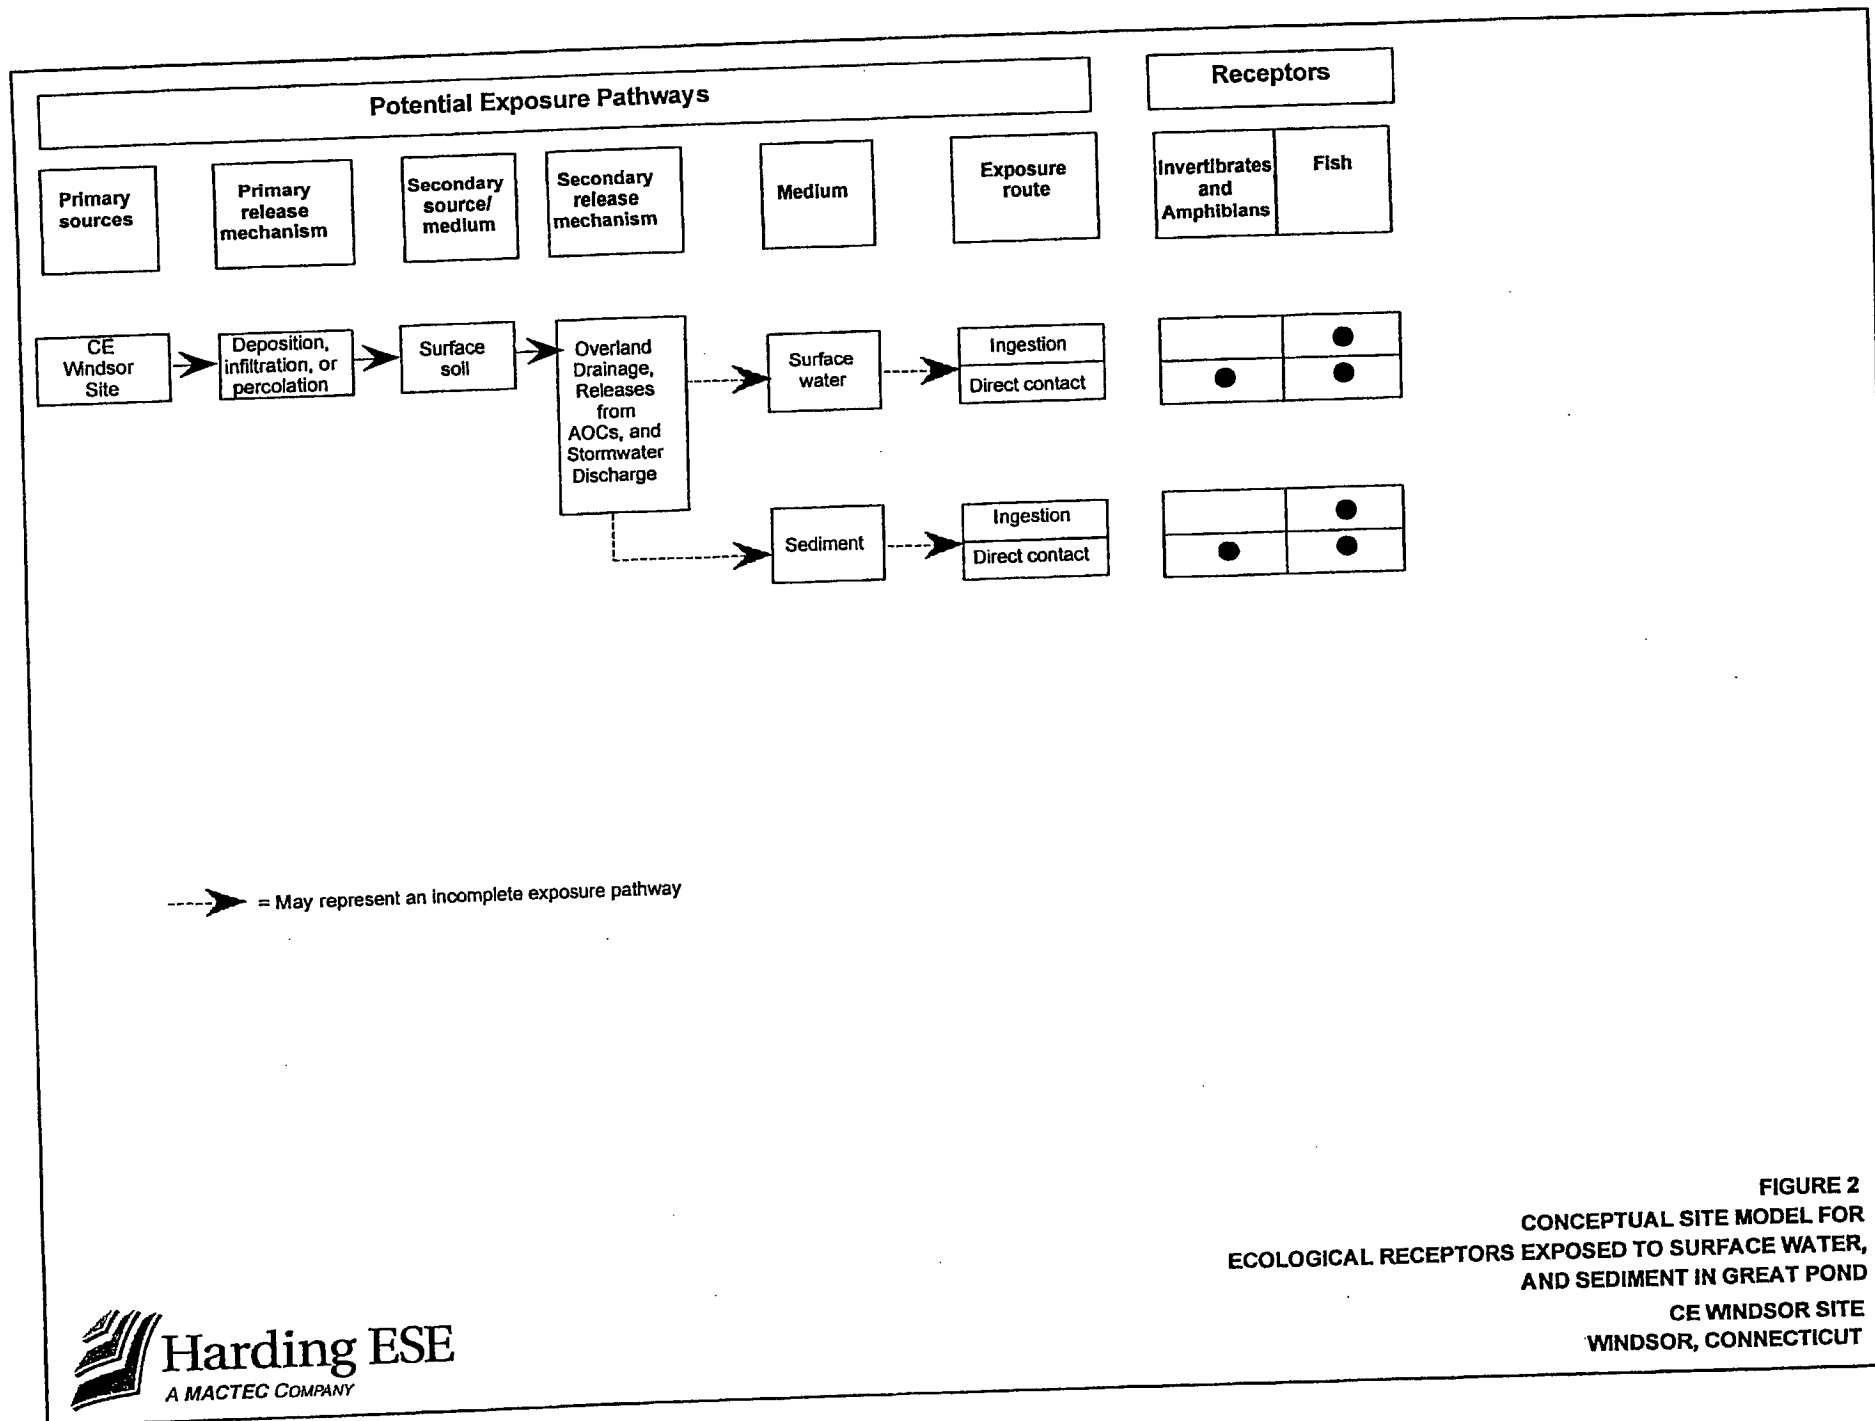 Potential Exposure Pathways
Receptors
Primary
sources
Primary
release
mechanism
Secondary
source/
medium
Secondary
release
mechanism
Medium
Exposure
route
Invertibrates
and
Amphibians
Fish
CE
Windsor
Site
Deposition,
infiltration, or
percolation
Surface
soil
Overland
Drainage,
Releases
from
AOCs, and
Stormwater
Discharge
Surface
water
Ingestion
Direct contact
Sediment
Ingestion
Direct contact
= May represent an incomplete exposure pathway
FIGURE 2
CONCEPTUAL SITE MODEL FOR
ECOLOGICAL RECEPTORS EXPOSED TO SURFACE WATER,
AND SEDIMENT IN GREAT POND
CE WINDSOR SITE
WINDSOR, CONNECTICUT
Harding ESE
A MACTEC COMPANY